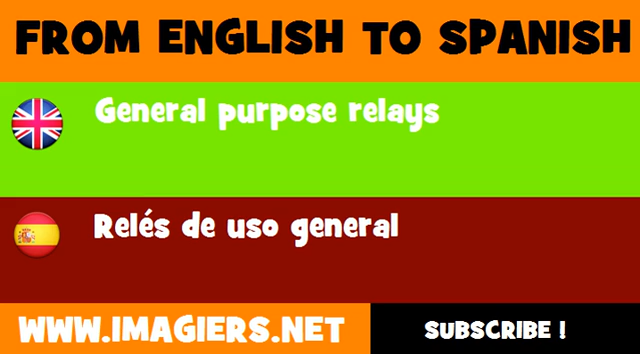 FROM ENGLISH TO SPANISH
General purpose relays
Relés de uso general
WWW.IMAGIERS.NET
SUBSCRIBE !